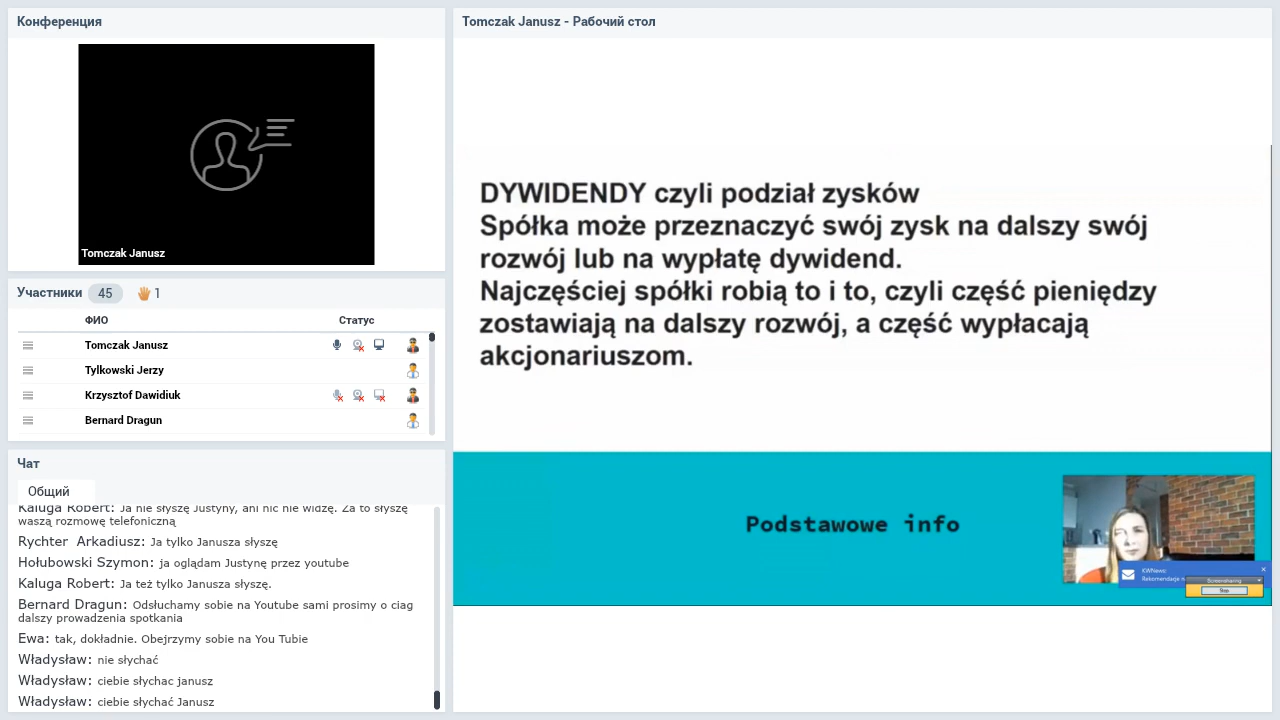 Конференция
Tomczak Janusz
Участники 45 1
ФИО Статус
Tomczak Janusz
Tylkowski Jerzy
Krzysztof Dawidiuk
Bernard Dragun
Чат
Общий
Kaluga Robert: Ja nie słyszę Justyny, ani nic nie widzę. Za to słyszę
waszą rozmowę telefoniczną
Rychter Arkadiusz: Ja tylko Janusza słyszę
Hołubowski Szymon: ja oglądam Justynę przez youtube
Kaluga Robert: Ja też tylko Janusza słyszę.
Bernard Dragun: Odsłuchamy sobie na Youtube sami prosimy o ciag
dalszy prowadzenia spotkania
Ewa: tak, dokładnie. Obejrzymy sobie na You Tubie
Władysław: nie słychać
Władysław: ciebie słychac janusz
Władysław: ciebie słychać Janusz
Tomczak Janusz - Рабочий стол
DYWIDENDY czyli podział zysków
Spółka może przeznaczyć swój zysk na dalszy swój
rozwój lub na wypłatę dywidend.
Najczęściej spółki robią to i to, czyli część pieniędzy
zostawiają na dalszy rozwój, a część wypłacają
akcjonariuszom.
Podstawowe info
KWNews:
Rekomendacje
Screensharing
Stop